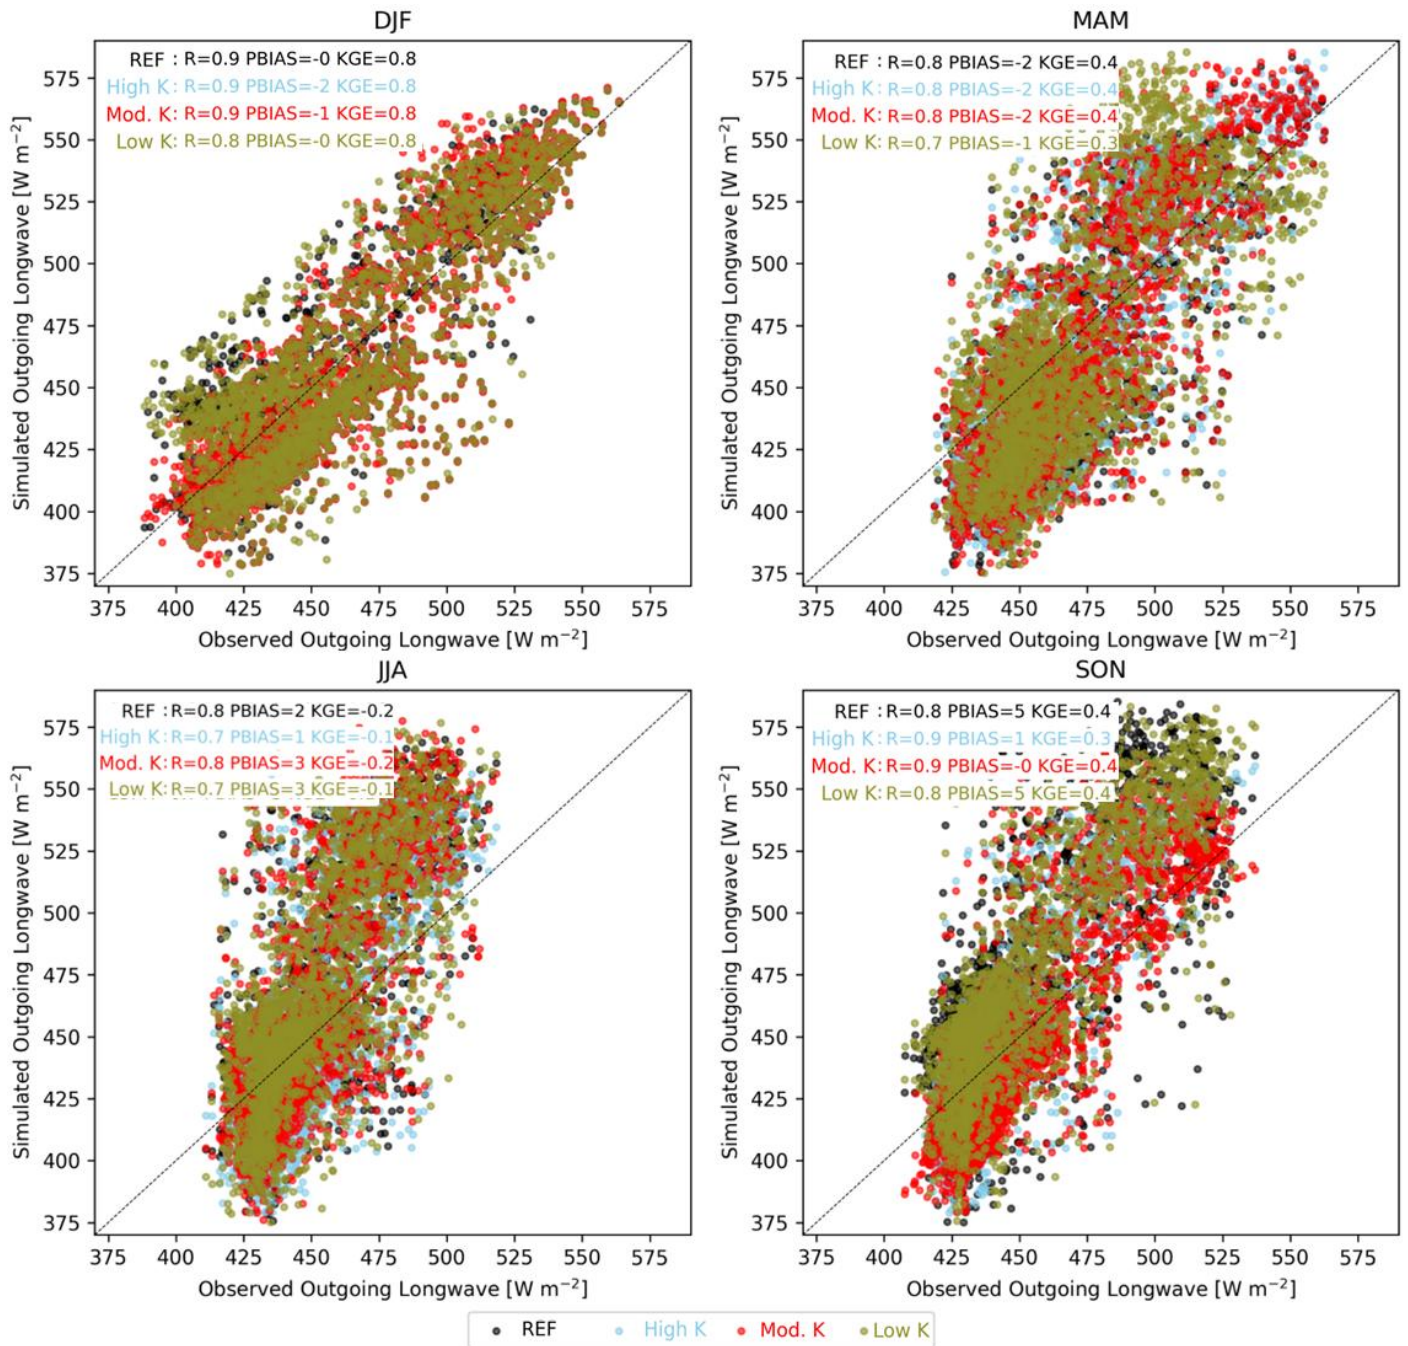 DJF
REF : R=0.9 PBIAS=-0 KGE=0.8
High K: R=0.9 PBIAS=-2 KGE=0.8
Mod. K: R=0.9 PBIAS=-1 KGE=0.8
Low K: R=0.8 PBIAS=-0 KGE=0.8
Simulated Outgoing Longwave [W m⁻²]
575
550
525
500
475
450
425
400
375
375 400 425 450 475 500 525 550 575
Observed Outgoing Longwave [W m⁻²]
MAM
REF : R=0.8 PBIAS=-2 KGE=0.4
High K: R=0.8 PBIAS=-2 KGE=0.4
Mod. K: R=0.8 PBIAS=-2 KGE=0.4
Low K: R=0.7 PBIAS=-1 KGE=0.3
Simulated Outgoing Longwave [W m⁻²]
575
550
525
500
475
450
425
400
375
375 400 425 450 475 500 525 550 575
Observed Outgoing Longwave [W m⁻²]
JJA
REF : R=0.8 PBIAS=2 KGE=-0.2
High K: R=0.7 PBIAS=1 KGE=-0.1
Mod. K: R=0.8 PBIAS=3 KGE=-0.2
Low K: R=0.7 PBIAS=3 KGE=-0.1
Simulated Outgoing Longwave [W m⁻²]
575
550
525
500
475
450
425
400
375
375 400 425 450 475 500 525 550 575
Observed Outgoing Longwave [W m⁻²]
SON
REF : R=0.8 PBIAS=5 KGE=0.4
High K: R=0.9 PBIAS=1 KGE=0.3
Mod. K: R=0.9 PBIAS=-0 KGE=0.4
Low K: R=0.8 PBIAS=5 KGE=0.4
Simulated Outgoing Longwave [W m⁻²]
575
550
525
500
475
450
425
400
375
375 400 425 450 475 500 525 550 575
Observed Outgoing Longwave [W m⁻²]
REF High K Mod. K Low K